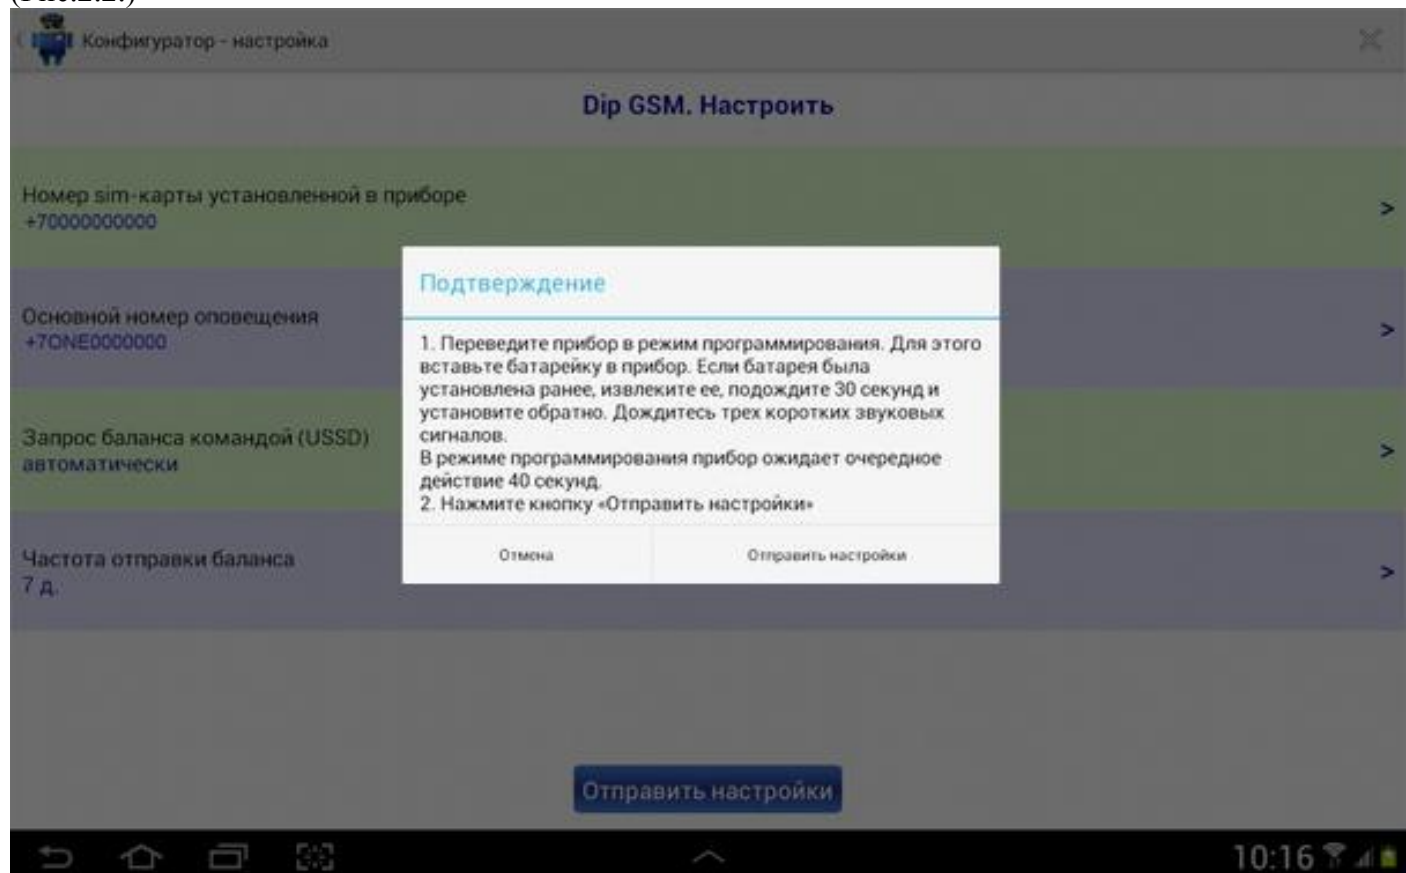 (Рис.2.2.)
Конфигуратор - настройка
Dip GSM. Настроить
Номер sim-карты установленной в приборе
+70000000000
>
Основной номер оповещения
+7ONE0000000
>
Запрос баланса командой (USSD)
автоматически
>
Частота отправки баланса
7 д.
>
Подтверждение
1. Переведите прибор в режим программирования. Для этого
вставьте батарейку в прибор. Если батарея была
установлена ранее, извлеките ее, подождите 30 секунд и
установите обратно. Дождитесь трех коротких звуковых
сигналов.
В режиме программирования прибор ожидает очередное
действие 40 секунд.
2. Нажмите кнопку «Отправить настройки»
Отмена
Отправить настройки
Отправить настройки
10:16